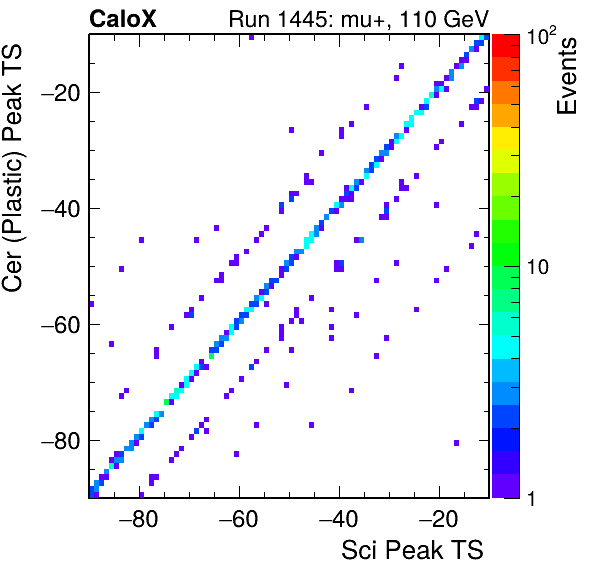 CaloX Run 1445: mu+, 110 GeV
Cer (Plastic) Peak TS
−20
−40
−60
−80
−80 −60 −40 −20
Sci Peak TS
10²
10
1
Events